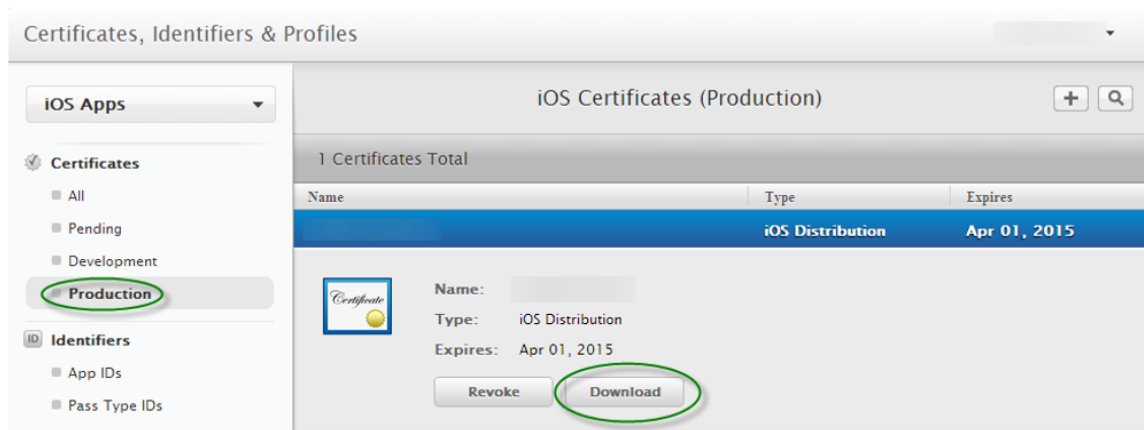 Certificates, Identifiers & Profiles
iOS Apps
Certificates
All
Pending
Development
Production
ID Identifiers
App IDs
Pass Type IDs
iOS Certificates (Production)
1 Certificates Total
Name Type Expires
iOS Distribution Apr 01, 2015
Certificate
Name:
Type: iOS Distribution
Expires: Apr 01, 2015
Revoke Download